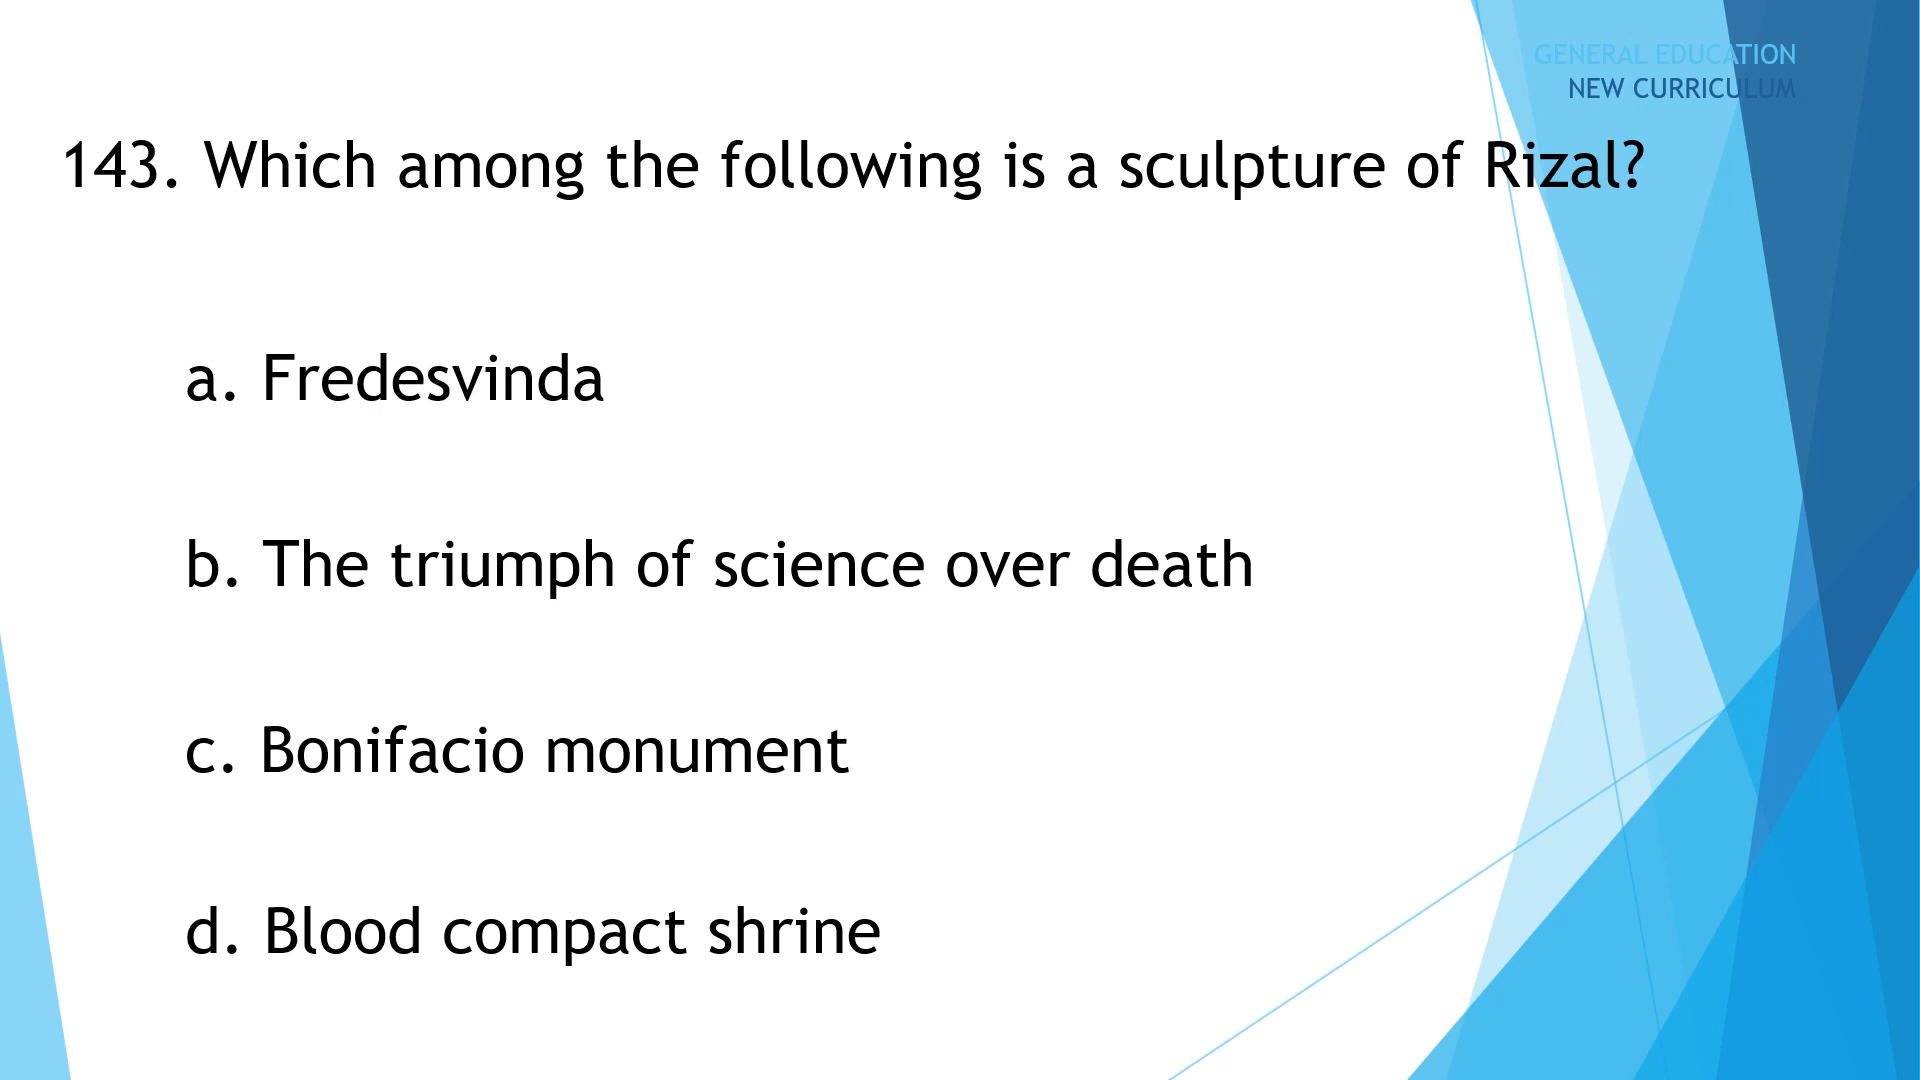 GENERAL EDUCATION
NEW CURRICULUM
143. Which among the following is a sculpture of Rizal?
a. Fredesvinda
b. The triumph of science over death
c. Bonifacio monument
d. Blood compact shrine